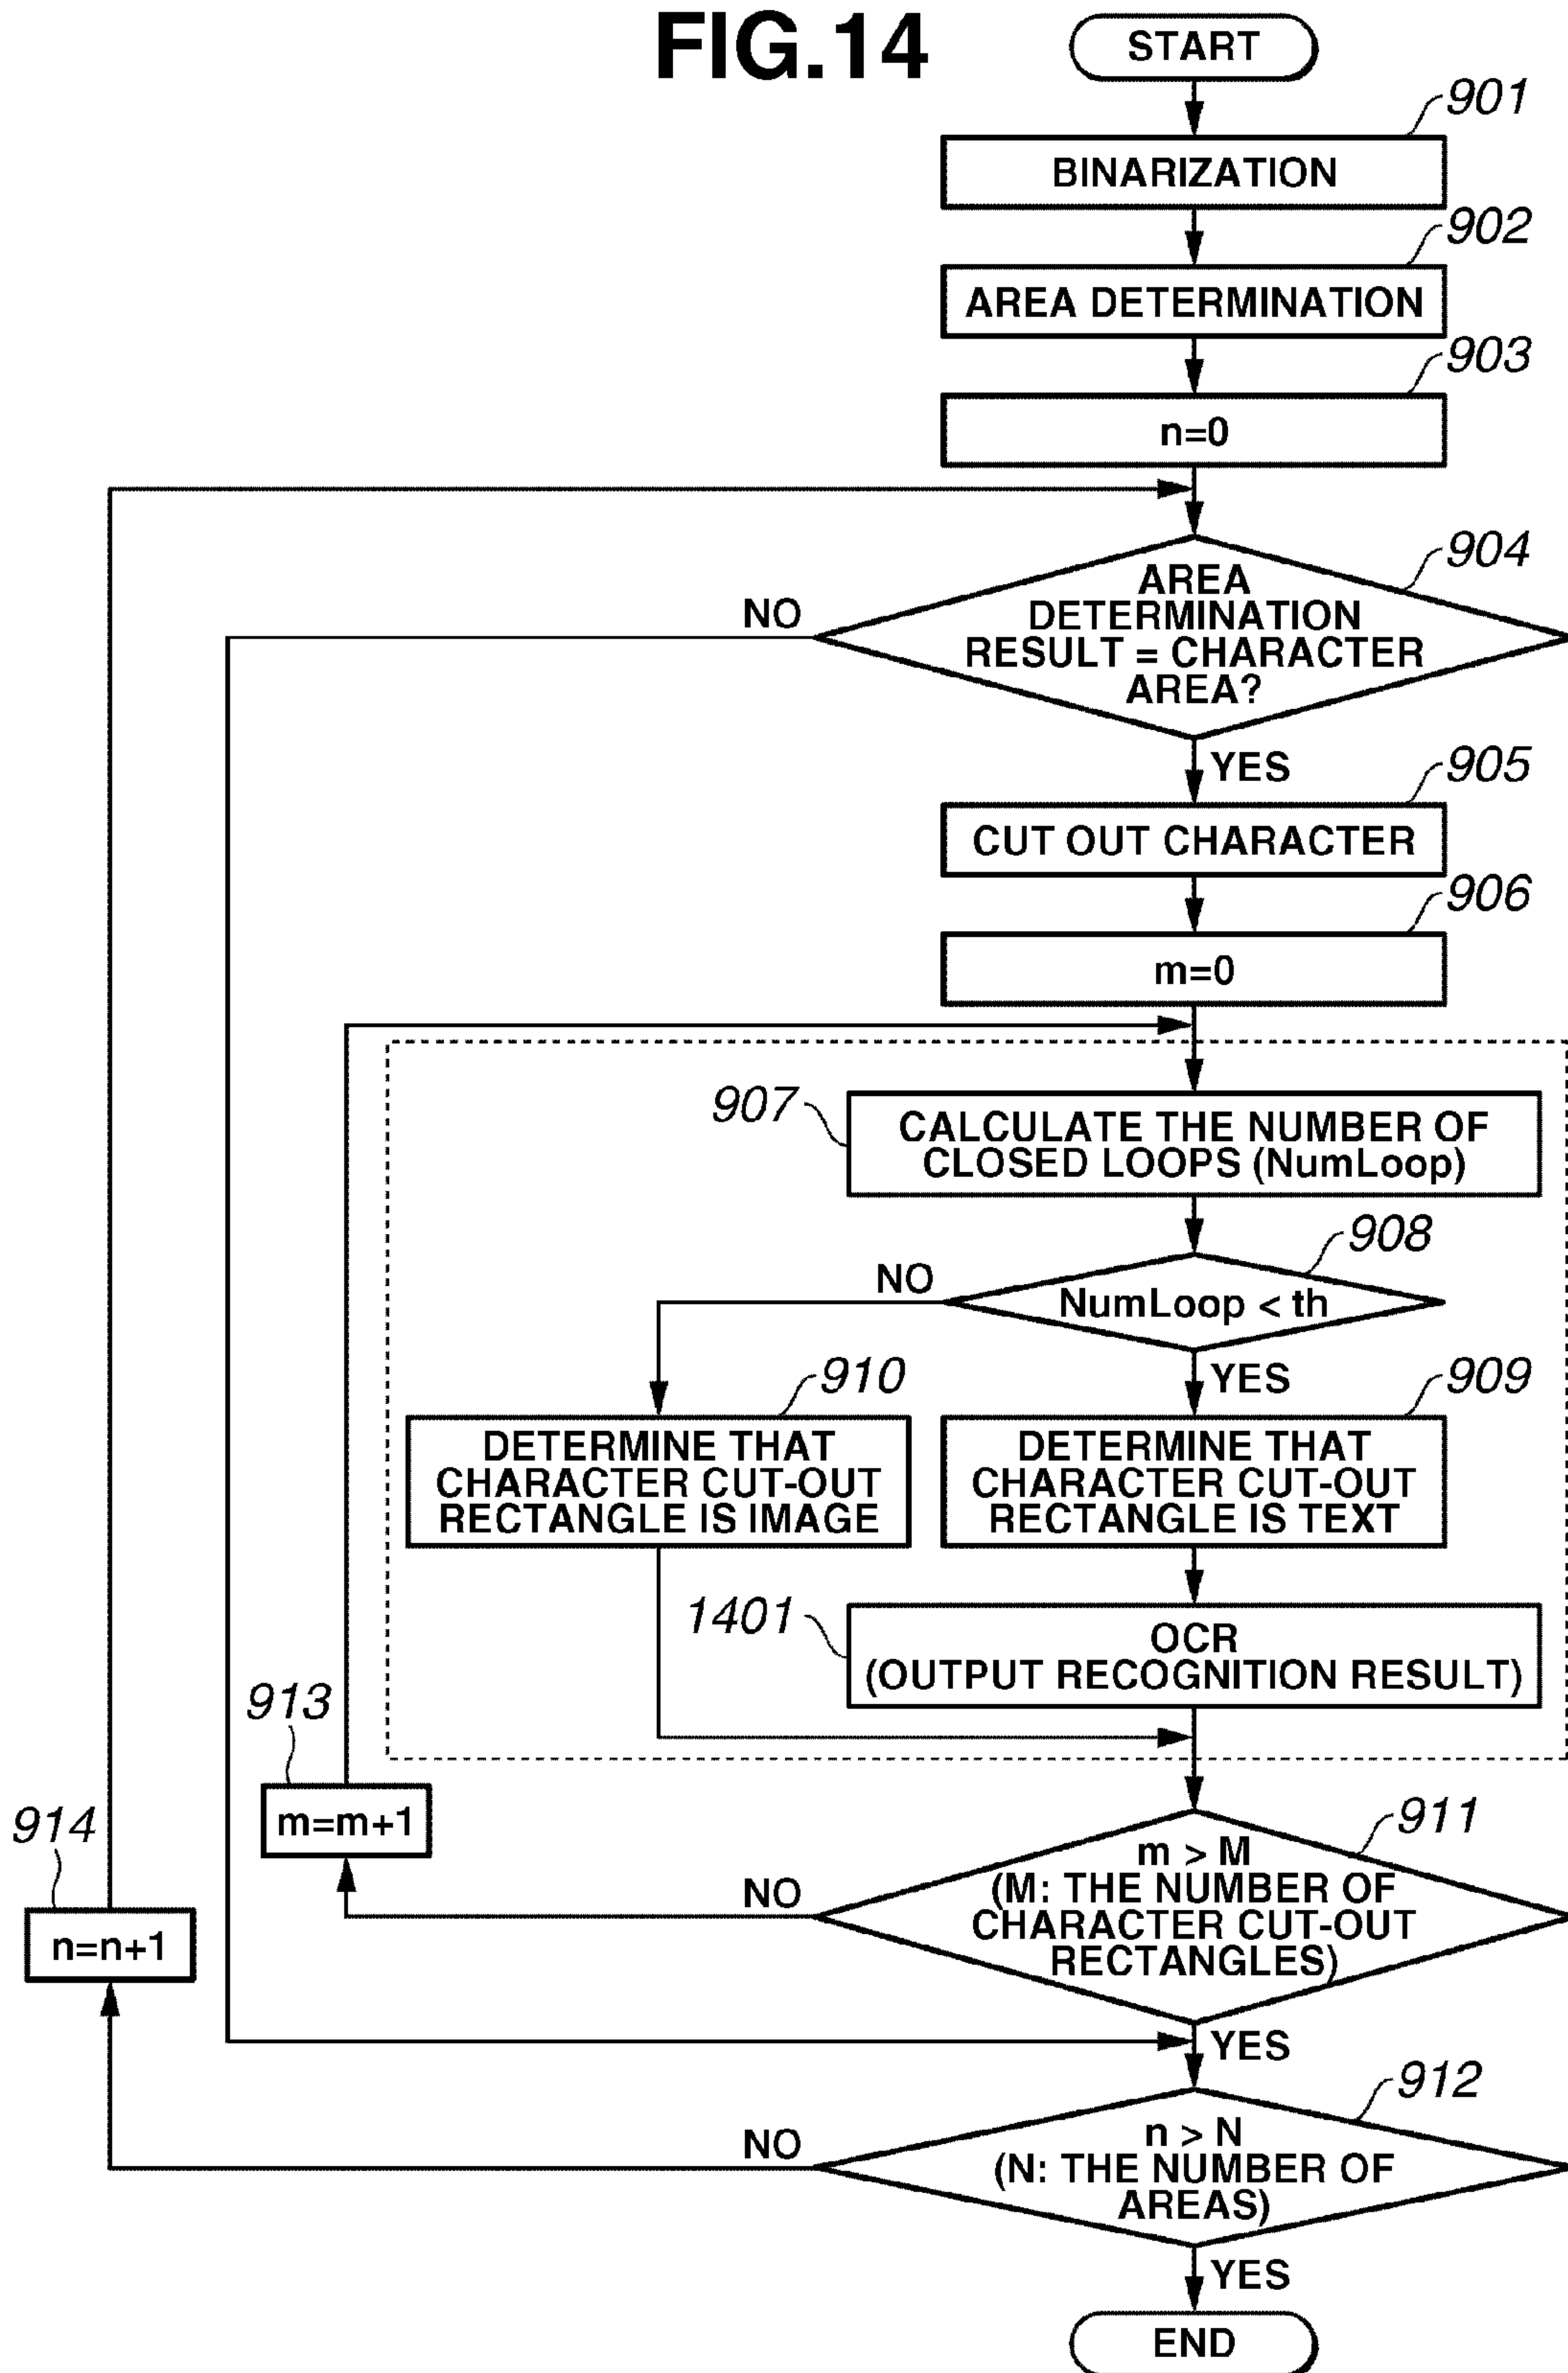 FIG.14
START
901
BINARIZATION
902
AREA DETERMINATION
903
n=0
904
AREA
DETERMINATION
RESULT = CHARACTER
AREA?
NO
YES
905
CUT OUT CHARACTER
906
m=0
907
CALCULATE THE NUMBER OF
CLOSED LOOPS (NumLoop)
908
NumLoop < th
NO
YES
910
DETERMINE THAT
CHARACTER CUT-OUT
RECTANGLE IS IMAGE
909
DETERMINE THAT
CHARACTER CUT-OUT
RECTANGLE IS TEXT
1401
OCR
(OUTPUT RECOGNITION RESULT)
913
m=m+1
914
n=n+1
911
m > M
(M: THE NUMBER OF
CHARACTER CUT-OUT
RECTANGLES)
NO
YES
912
n > N
(N: THE NUMBER OF
AREAS)
NO
YES
END